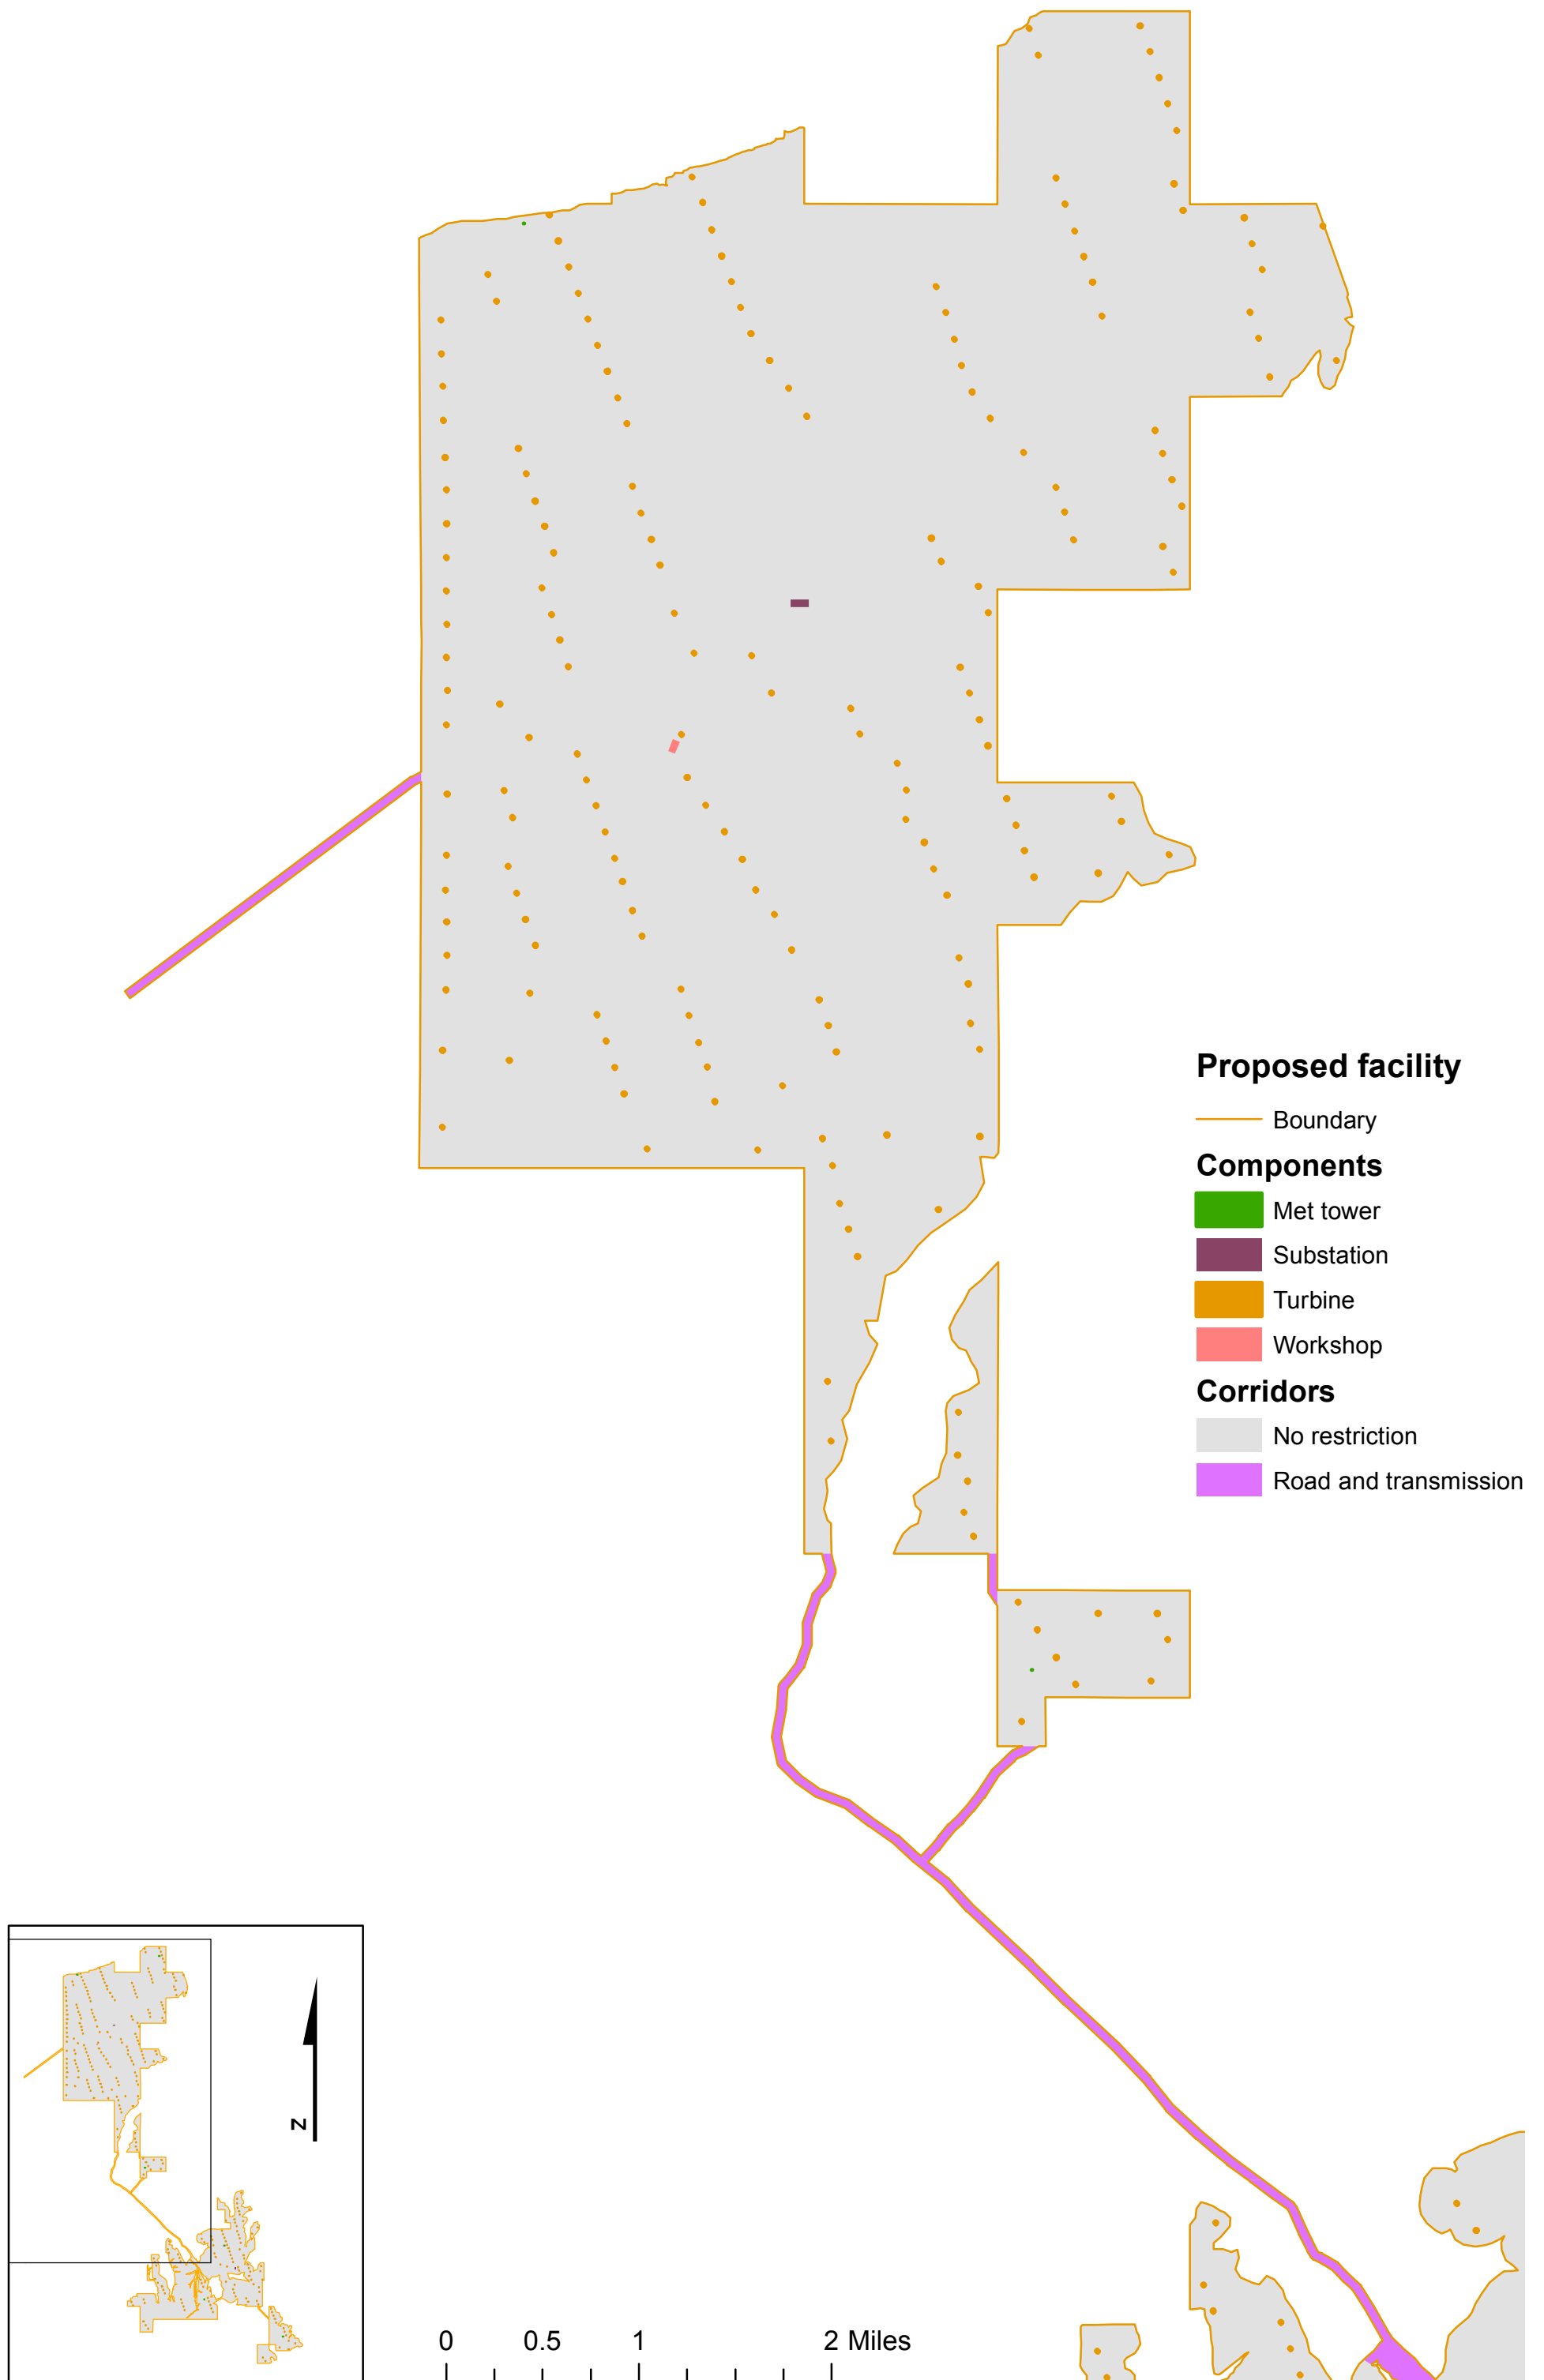 Proposed facility
Boundary
Components
Met tower
Substation
Turbine
Workshop
Corridors
No restriction
Road and transmission
N
0 0.5 1 2 Miles